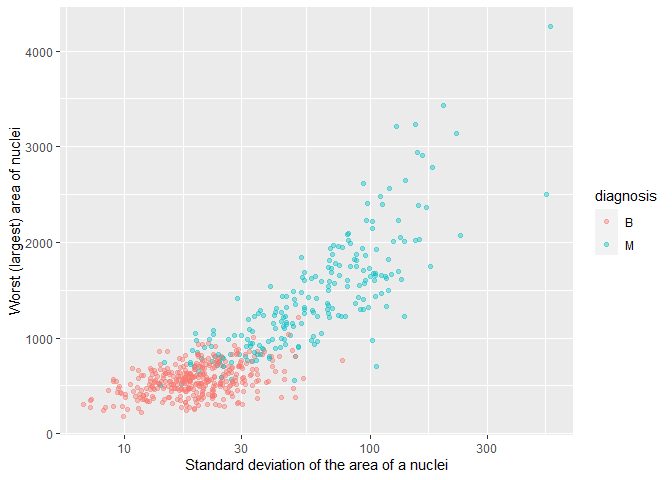 4000
3000
2000
1000
0
10
30
100
300
Standard deviation of the area of a nuclei
Worst (largest) area of nuclei
diagnosis
B
M